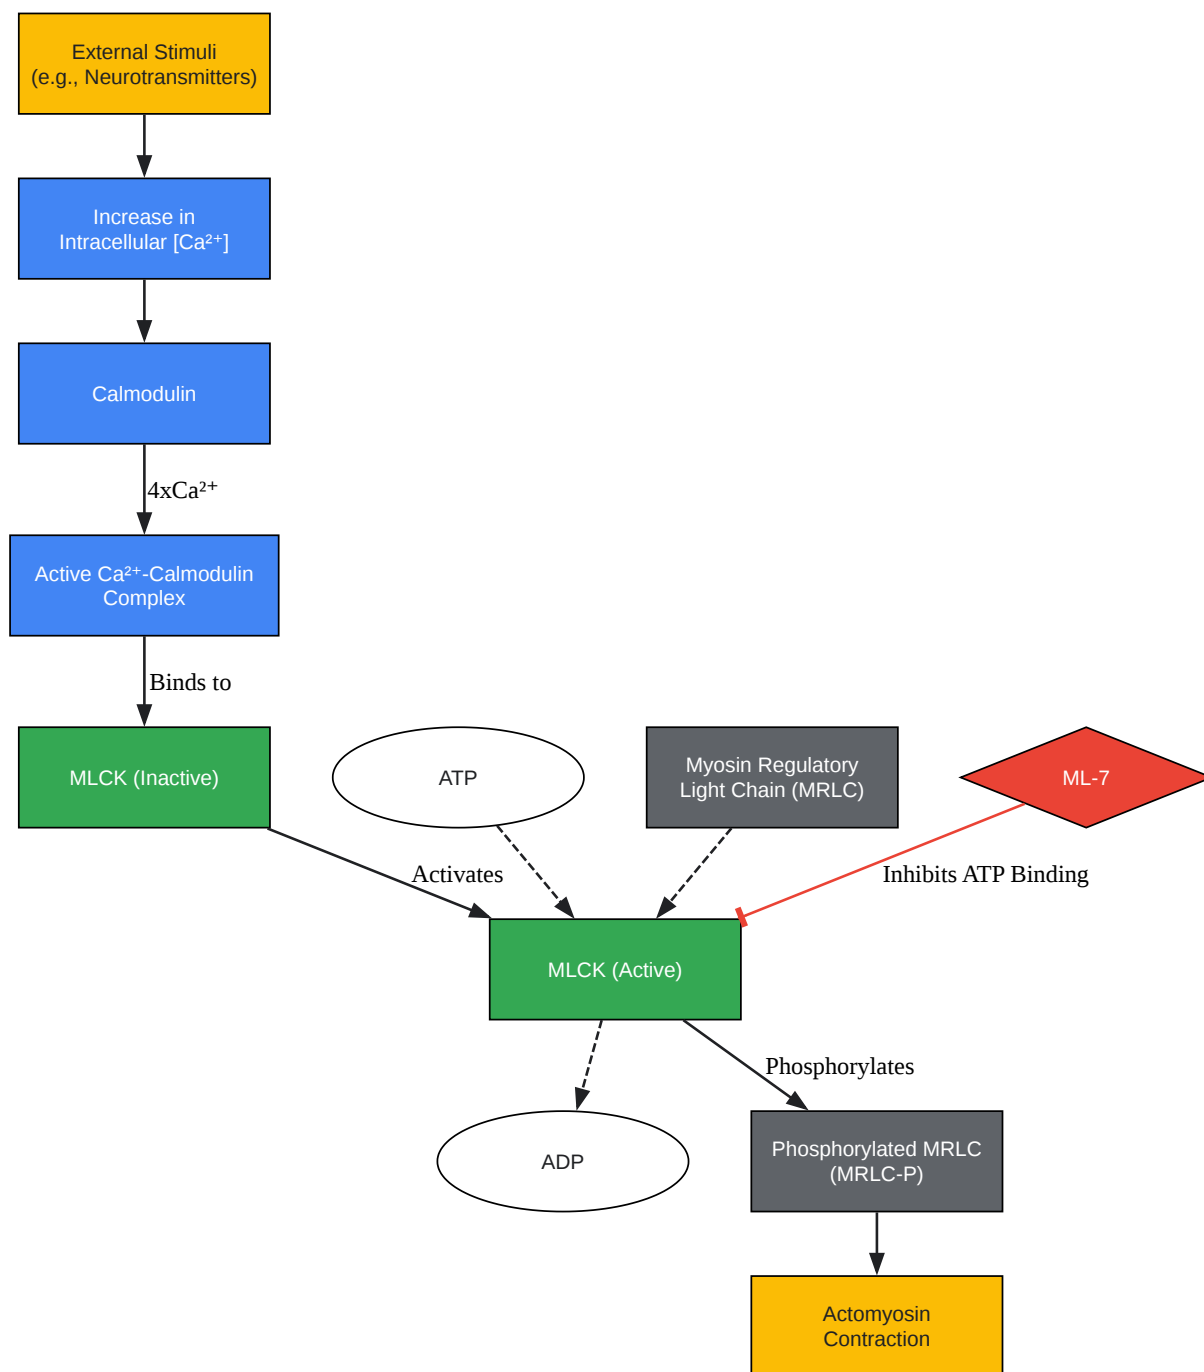 External Stimuli
(e.g., Neurotransmitters)
Increase in
Intracellular [Ca²⁺]
Calmodulin
4xCa²⁺
Active Ca²⁺-Calmodulin
Complex
Binds to
MLCK (Inactive)
ATP
Myosin Regulatory
Light Chain (MRLC)
ML-7
Activates
Inhibits ATP Binding
MLCK (Active)
Phosphorylates
ADP
Phosphorylated MRLC
(MRLC-P)
Actomyosin
Contraction